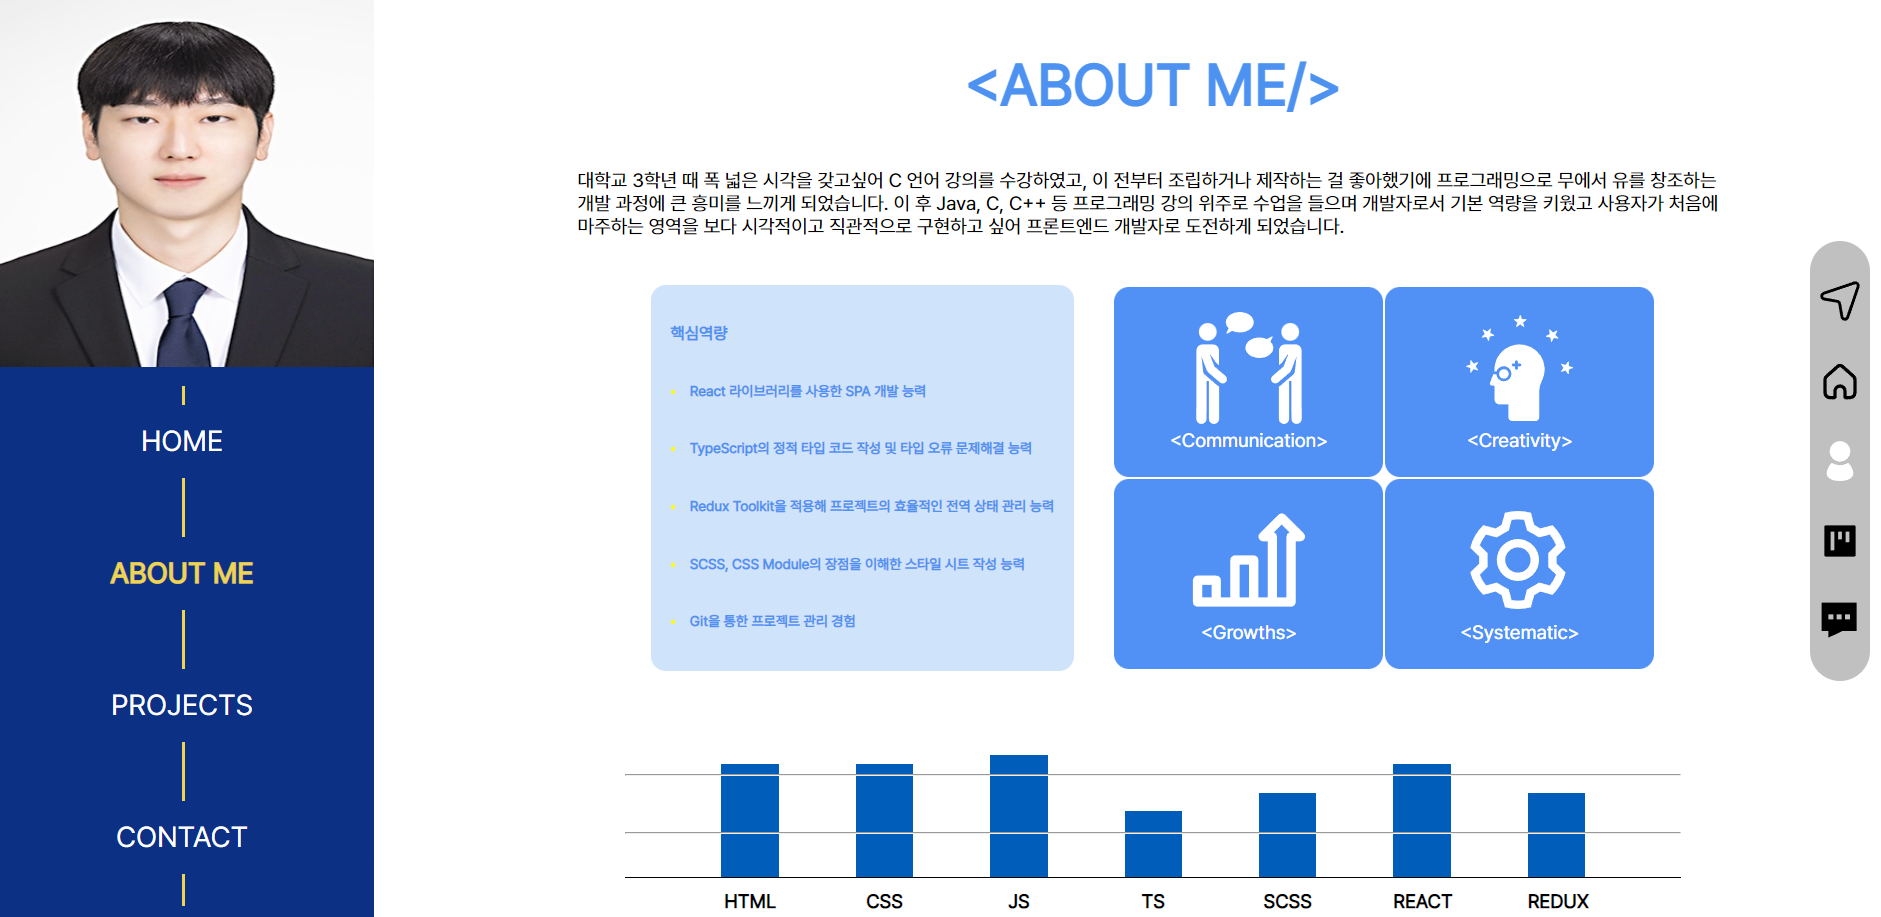 HOME
ABOUT ME
PROJECTS
CONTACT
<ABOUT ME/>
대학교 3학년 때 폭 넓은 시각을 갖고싶어 C 언어 강의를 수강하였고, 이 전부터 조립하거나 제작하는 걸 좋아했기에 프로그래밍으로 무에서 유를 창조하는
개발 과정에 큰 흥미를 느끼게 되었습니다. 이 후 Java, C, C++ 등 프로그래밍 강의 위주로 수업을 들으며 개발자로서 기본 역량을 키웠고 사용자가 처음에
마주하는 영역을 보다 시각적이고 직관적으로 구현하고 싶어 프론트엔드 개발자로 도전하게 되었습니다.
핵심역량
React 라이브러리를 사용한 SPA 개발 능력
TypeScript의 정적 타입 코드 작성 및 타입 오류 문제해결 능력
Redux Toolkit을 적용해 프로젝트의 효율적인 전역 상태 관리 능력
SCSS, CSS Module의 장점을 이해한 스타일 시트 작성 능력
Git을 통한 프로젝트 관리 경험
<Communication>
<Creativity>
<Growths>
<Systematic>
HTML
CSS
JS
TS
SCSS
REACT
REDUX